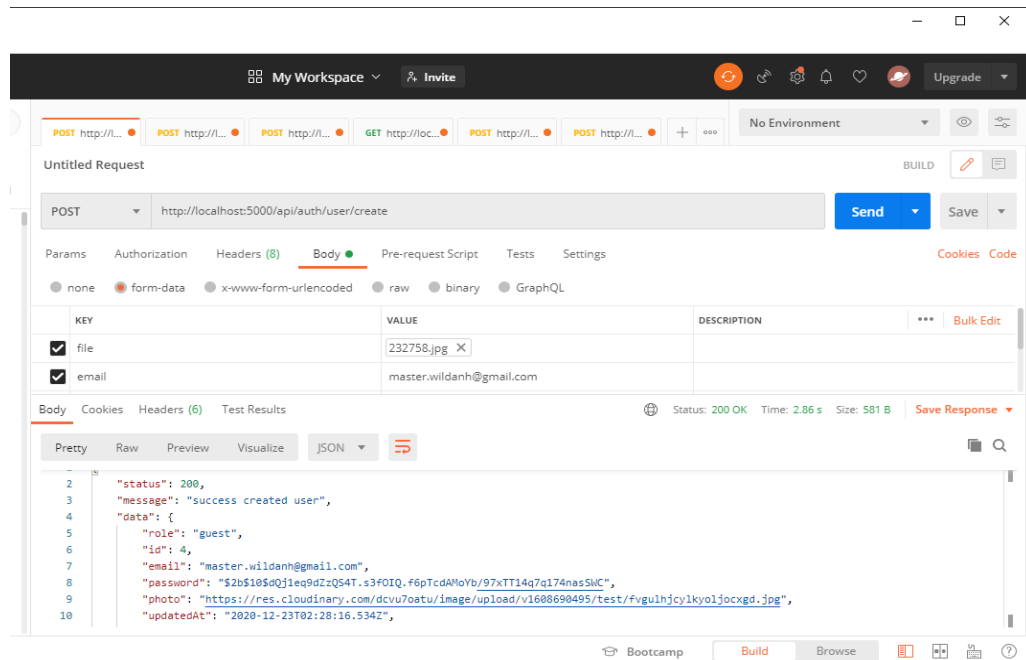 My Workspace Invite Upgrade
POST http://l... POST http://l... POST http://l... GET http://loc... POST http://l... POST http://l... No Environment
Untitled Request BUILD
POST http://localhost:5000/api/auth/user/create Send Save
Params Authorization Headers (8) Body Pre-request Script Tests Settings Cookies Code
none form-data x-www-form-urlencoded raw binary GraphQL
KEY VALUE DESCRIPTION Bulk Edit
file 232758.jpg
email master.wildanh@gmail.com
Body Cookies Headers (6) Test Results Status: 200 OK Time: 2.86 s Size: 581 B Save Response
Pretty Raw Preview Visualize JSON
2 "status": 200,
3 "message": "success created user",
4 "data": {
5 "role": "guest",
6 "id": 4,
7 "email": "master.wildanh@gmail.com",
8 "password": "$2b$10$dQj1eq9dZzQS4T.s3fOIQ.f6pTcdAMoYb/97xTT14q7q174nasSWC",
9 "photo": "https://res.cloudinary.com/dcvu7oatu/image/upload/v1608690495/test/fvgulhjcylkyoljocxgd.jpg",
10 "updatedAt": "2020-12-23T02:28:16.534Z",
Bootcamp Build Browse